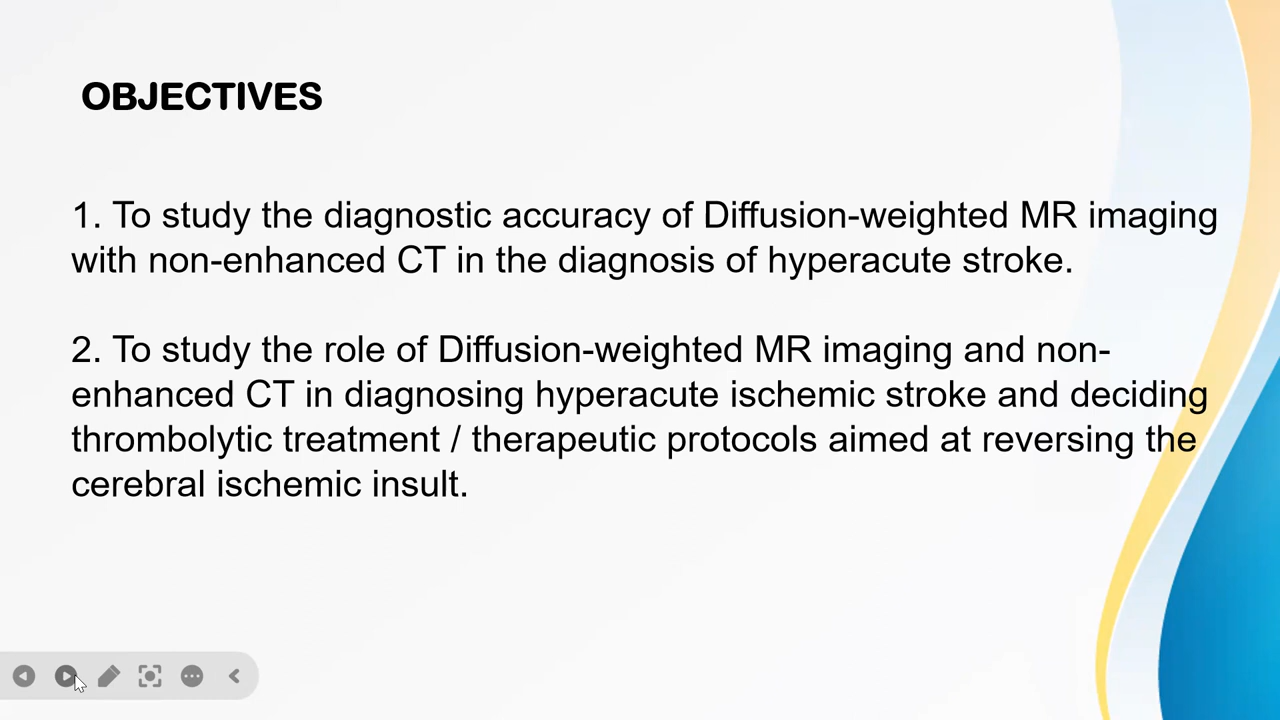 OBJECTIVES
1. To study the diagnostic accuracy of Diffusion-weighted MR imaging
with non-enhanced CT in the diagnosis of hyperacute stroke.
2. To study the role of Diffusion-weighted MR imaging and non-
enhanced CT in diagnosing hyperacute ischemic stroke and deciding
thrombolytic treatment / therapeutic protocols aimed at reversing the
cerebral ischemic insult.